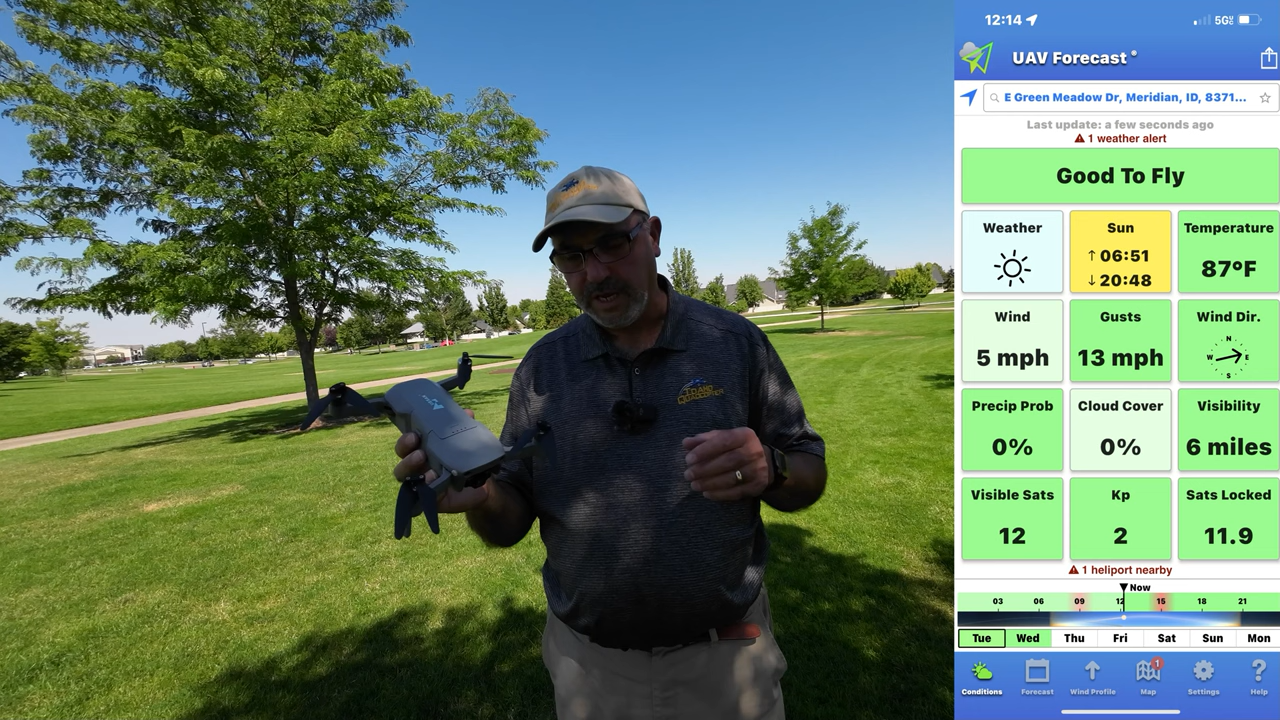 12:14
5G
UAV Forecast
E Green Meadow Dr, Meridian, ID, 8371...
Last update: a few seconds ago
1 weather alert
Good To Fly
Weather
Sun
Temperature
↑06:51
↓20:48
87°F
Wind
Gusts
Wind Dir.
5 mph
13 mph
N
W E
S
Precip Prob
Cloud Cover
Visibility
0%
0%
6 miles
Visible Sats
Kp
Sats Locked
12
2
11.9
1 heliport nearby
Now
03 06 09 12 15 18 21
Tue Wed Thu Fri Sat Sun Mon
1
Conditions Forecast Wind Profile Map Settings Help
IDAHO
QUADCOPTER